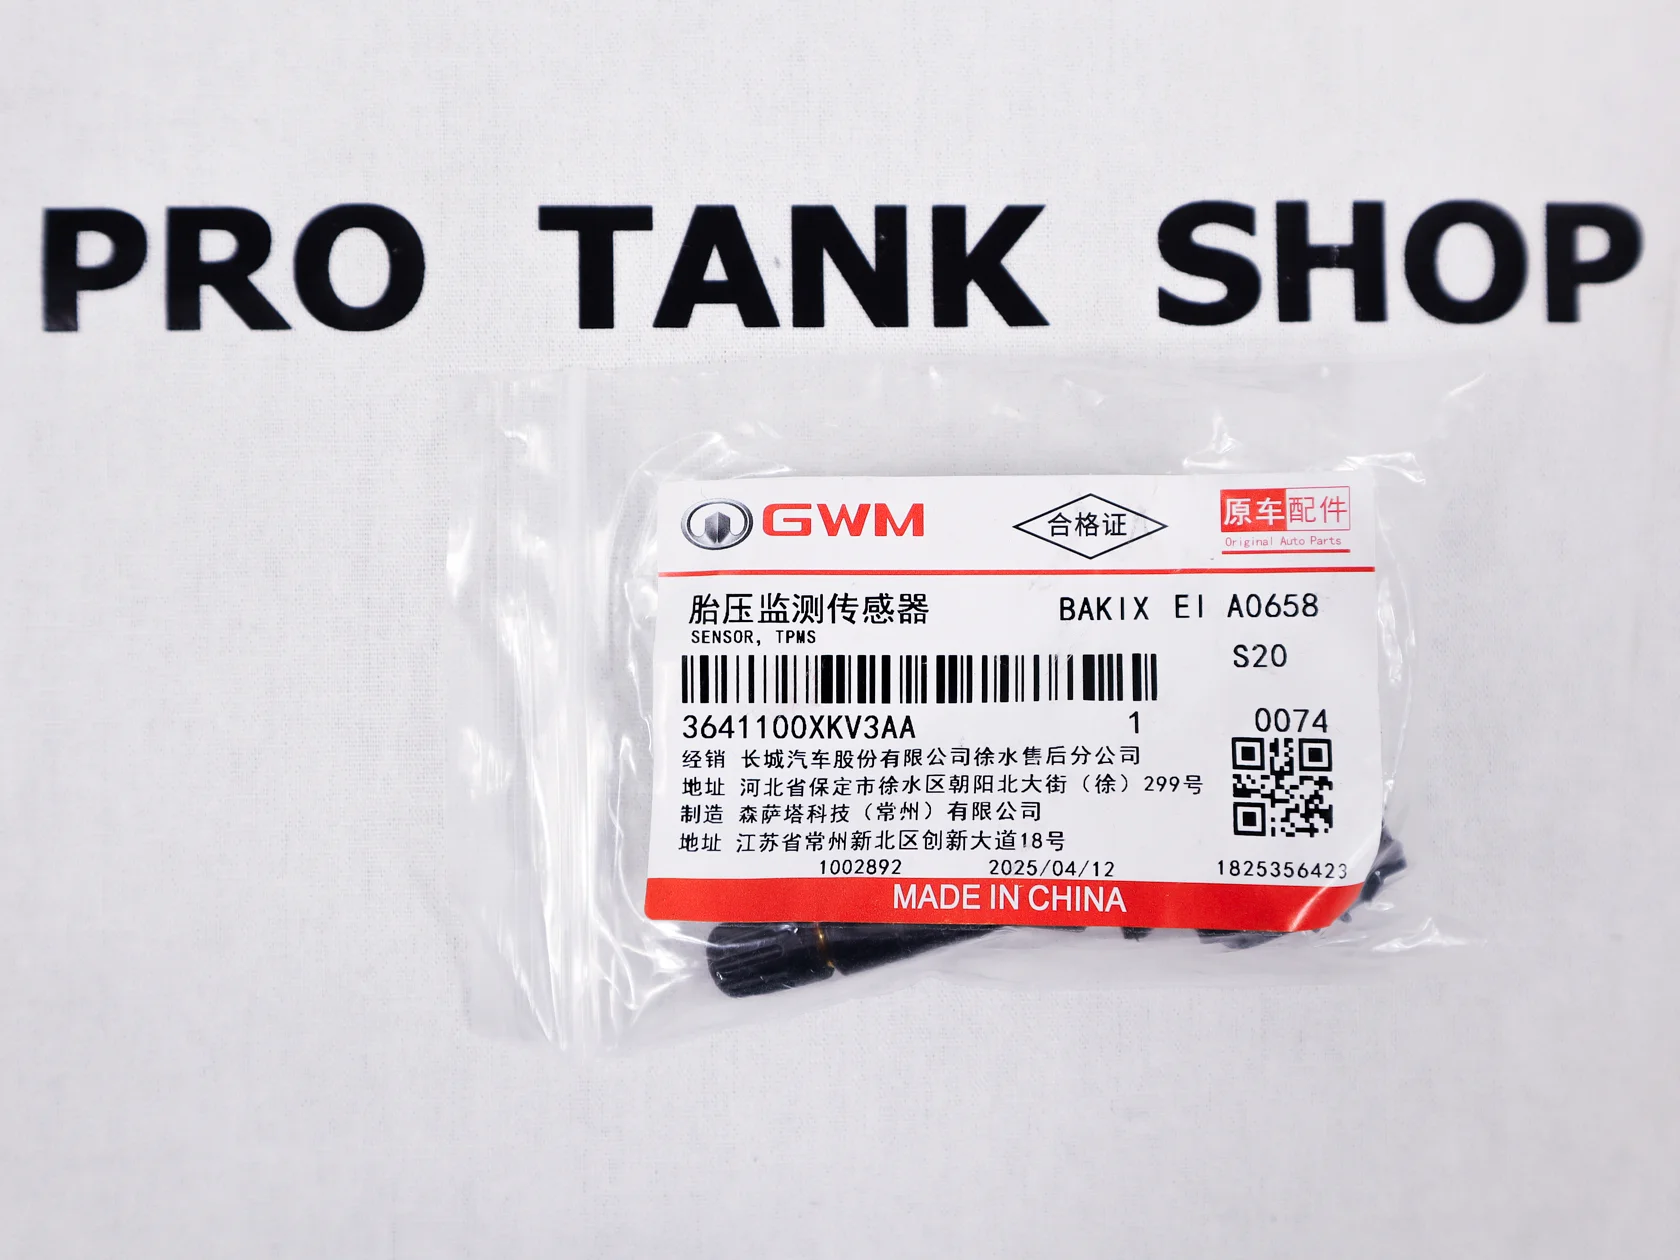 PRO TANK SHOP
GWM
合格证
原车配件
Original Auto Parts
胎压监测传感器
BAKIX EI A0658
SENSOR, TPMS
S20
3641100XKV3AA 1
0074
经销 长城汽车股份有限公司徐水售后分公司
地址 河北省保定市徐水区朝阳北大街（徐）299号
制造 森萨塔科技（常州）有限公司
地址 江苏省常州新北区创新大道18号
1002892 2025/04/12 1825356423
MADE IN CHINA